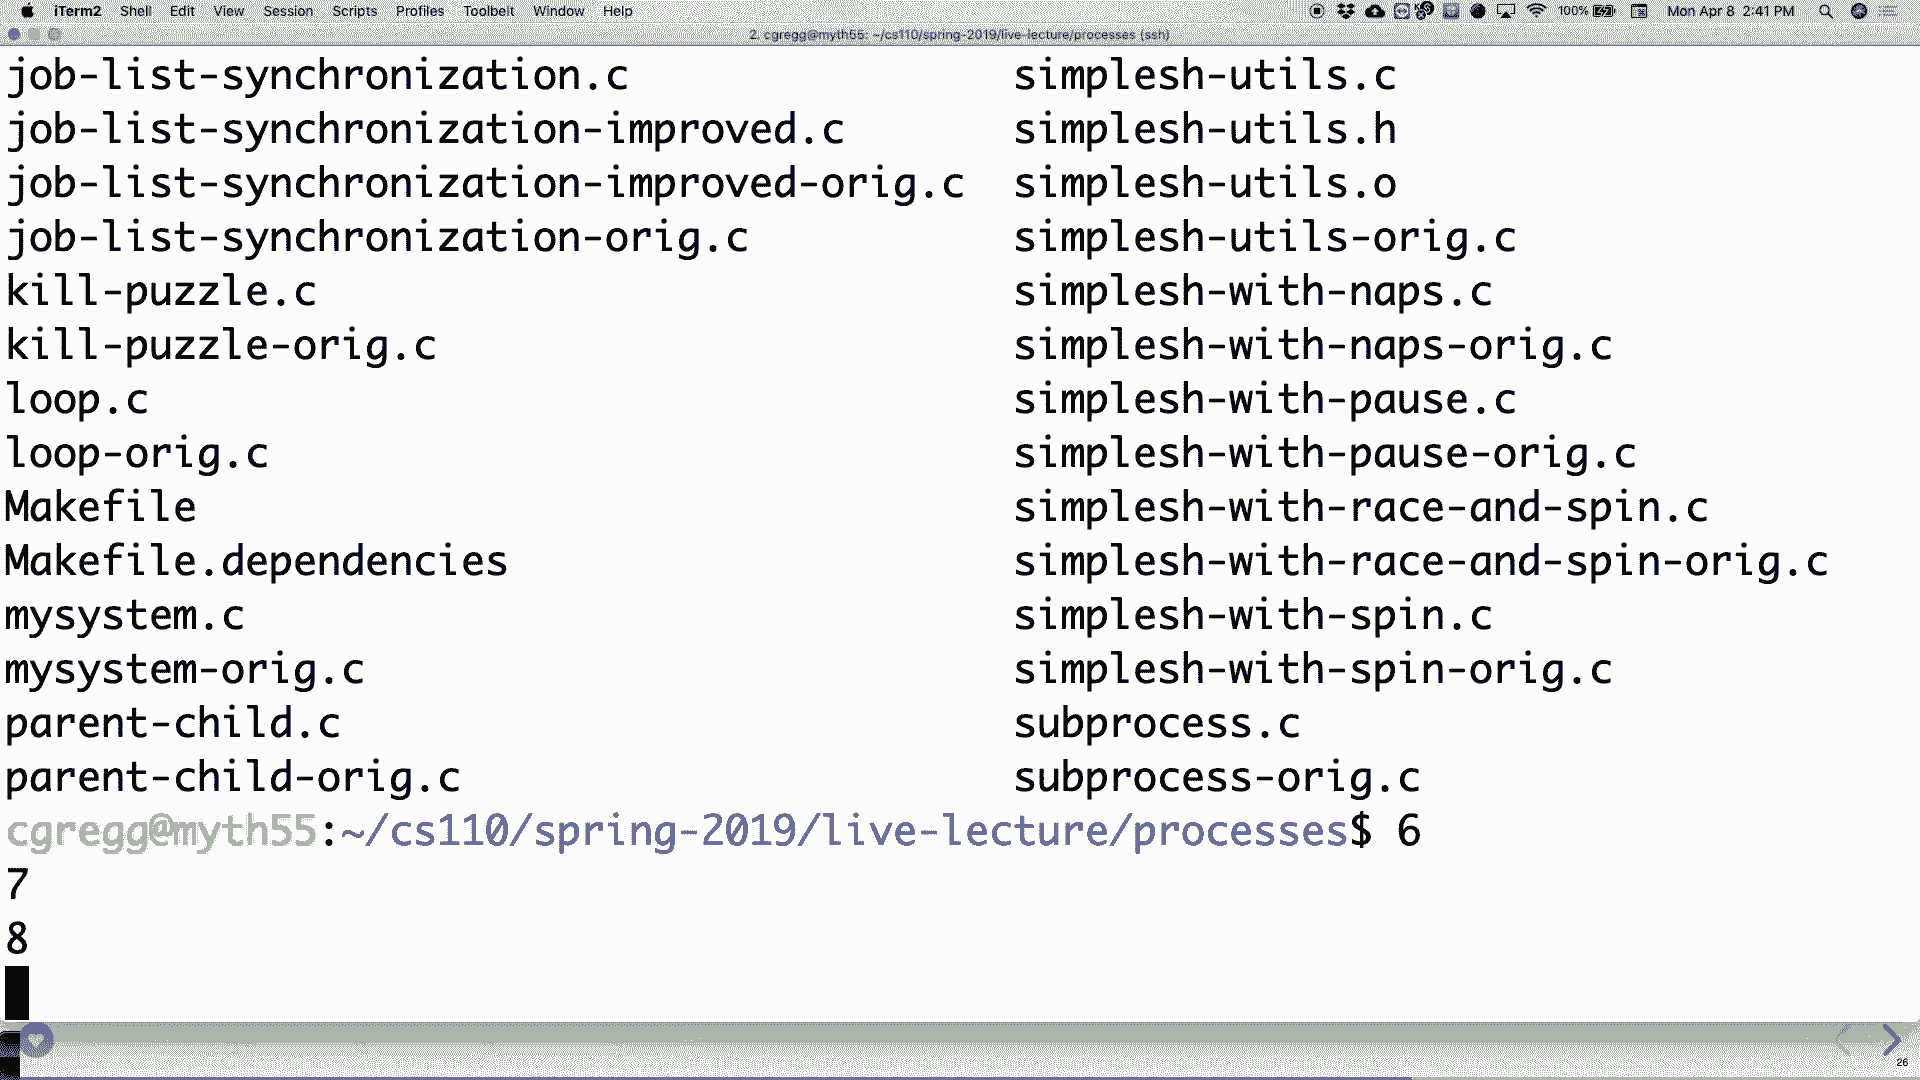 iTerm2 Shell Edit View Session Scripts Profiles Toolbelt Window Help 100% Mon Apr 8 2:41 PM
2. cgregg@myth55: ~/cs110/spring-2019/live-lecture/processes (ssh)
job-list-synchronization.c simplesh-utils.c
job-list-synchronization-improved.c simplesh-utils.h
job-list-synchronization-improved-orig.c simplesh-utils.o
job-list-synchronization-orig.c simplesh-utils-orig.c
kill-puzzle.c simplesh-with-naps.c
kill-puzzle-orig.c simplesh-with-naps-orig.c
loop.c simplesh-with-pause.c
loop-orig.c simplesh-with-pause-orig.c
Makefile simplesh-with-race-and-spin.c
Makefile.dependencies simplesh-with-race-and-spin-orig.c
mysystem.c simplesh-with-spin.c
mysystem-orig.c simplesh-with-spin-orig.c
parent-child.c subprocess.c
parent-child-orig.c subprocess-orig.c
cgregg@myth55:~/cs110/spring-2019/live-lecture/processes$ 6
7
8
26